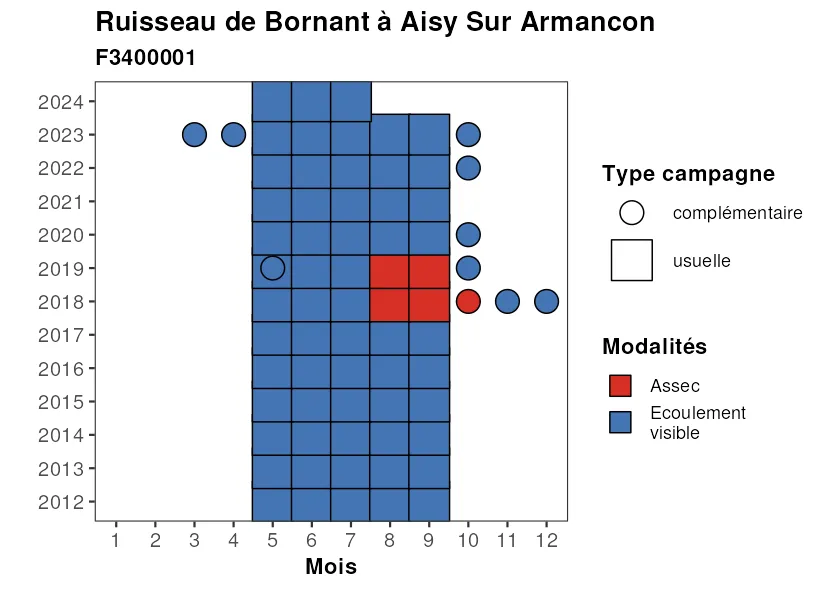 Ruisseau de Bornant à Aisy Sur Armancon
F3400001
2024
2023
2022
2021
2020
2019
2018
2017
2016
2015
2014
2013
2012
1 2 3 4 5 6 7 8 9 10 11 12
Mois
Type campagne
complémentaire
usuelle
Modalités
Assec
Ecoulement
visible